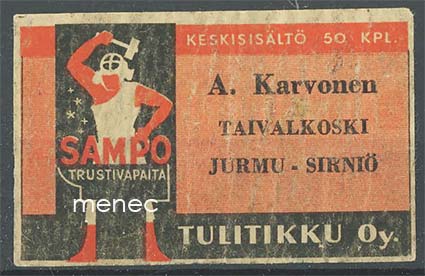 KESKISISÄLTÖ 50 KPL.
A. Karvonen
TAIVALKOSKI
JURMU - SIRNIÖ
SAMPO
TRUSTIVAPAITA
menec
TULITIKKU Oy.